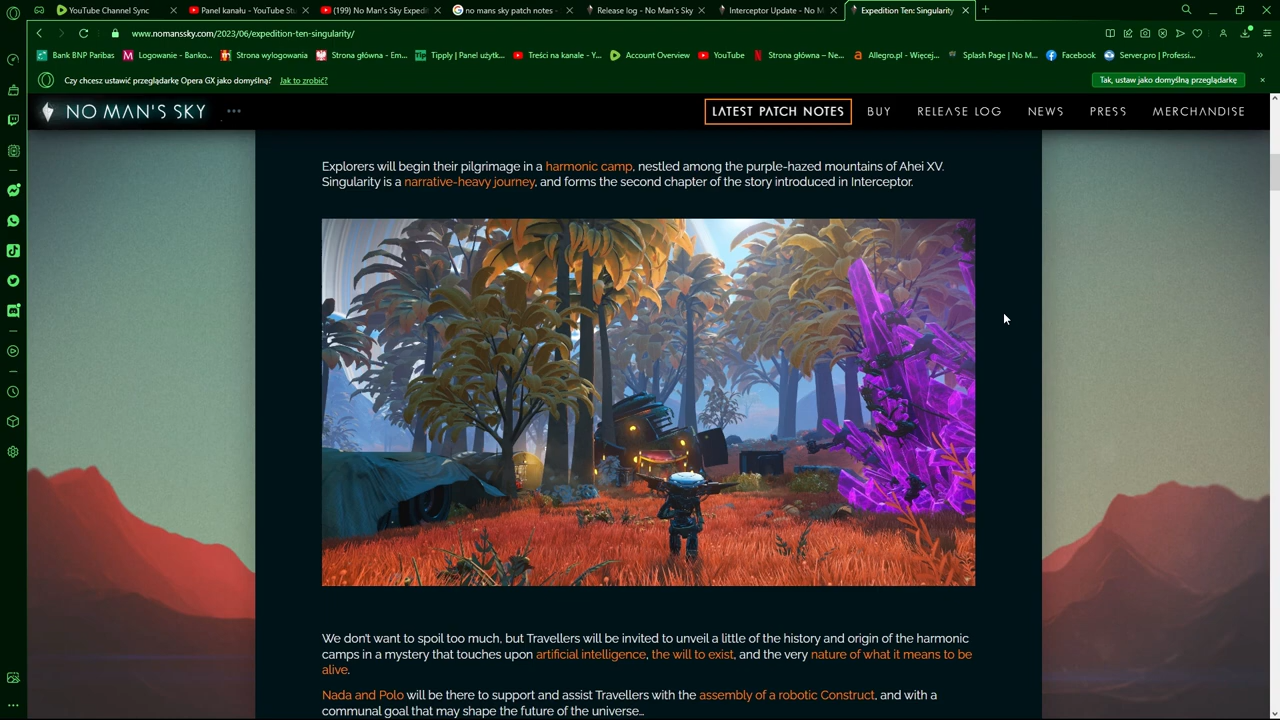 YouTube Channel Sync
Panel kanału - YouTube Stu
(199) No Man's Sky Exped
no mans sky patch notes -
Release log - No Man's Sky
Interceptor Update - No M
Expedition Ten: Singularity
www.nomanssky.com/2023/06/expedition-ten-singularity/
Bank BNP Paribas
Logowanie - Banko...
Strona wylogowania
Strona główna - Em...
Tipply | Panel użytk...
Treści na kanale - Y...
Account Overview
YouTube
Strona główna – Ne...
Allegro.pl - Więcej...
Splash Page | No M...
Facebook
Server.pro | Professi...
Czy chcesz ustawić przeglądarkę Opera GX jako domyślną? Jak to zrobić?
Tak, ustaw jako domyślną przeglądarkę
NO MAN'S SKY
LATEST PATCH NOTES
BUY
RELEASE LOG
NEWS
PRESS
MERCHANDISE
Explorers will begin their pilgrimage in a harmonic camp, nestled among the purple-hazed mountains of Ahei XV.
Singularity is a narrative-heavy journey, and forms the second chapter of the story introduced in Interceptor.
We don't want to spoil too much, but Travellers will be invited to unveil a little of the history and origin of the harmonic
camps in a mystery that touches upon artificial intelligence, the will to exist, and the very nature of what it means to be
alive.
Nada and Polo will be there to support and assist Travellers with the assembly of a robotic Construct, and with a
communal goal that may shape the future of the universe...